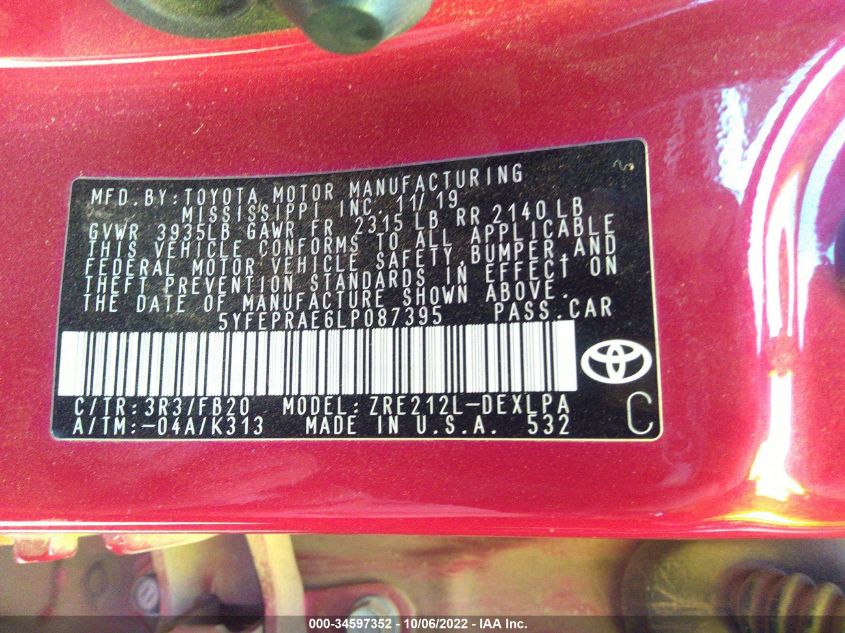 MFD.BY:TOYOTA MOTOR MANUFACTURING
MISSISSIPPI INC. 11/19
GVWR 3935LB GAWR FR 2315 LB RR 2140 LB
THIS VEHICLE CONFORMS TO ALL APPLICABLE
FEDERAL MOTOR VEHICLE SAFETY,BUMPER,AND
THEFT PREVENTION STANDARDS IN EFFECT ON
THE DATE OF MANUFACTURE SHOWN ABOVE.
5YFEPRAE6LP087395 PASS.CAR
C/TR:3R3/FB20 MODEL:ZRE212L-DEXLPA
A/TM:-04A/K313 MADE IN U.S.A. 532
C
000-34597352 - 10/06/2022 - IAA Inc.